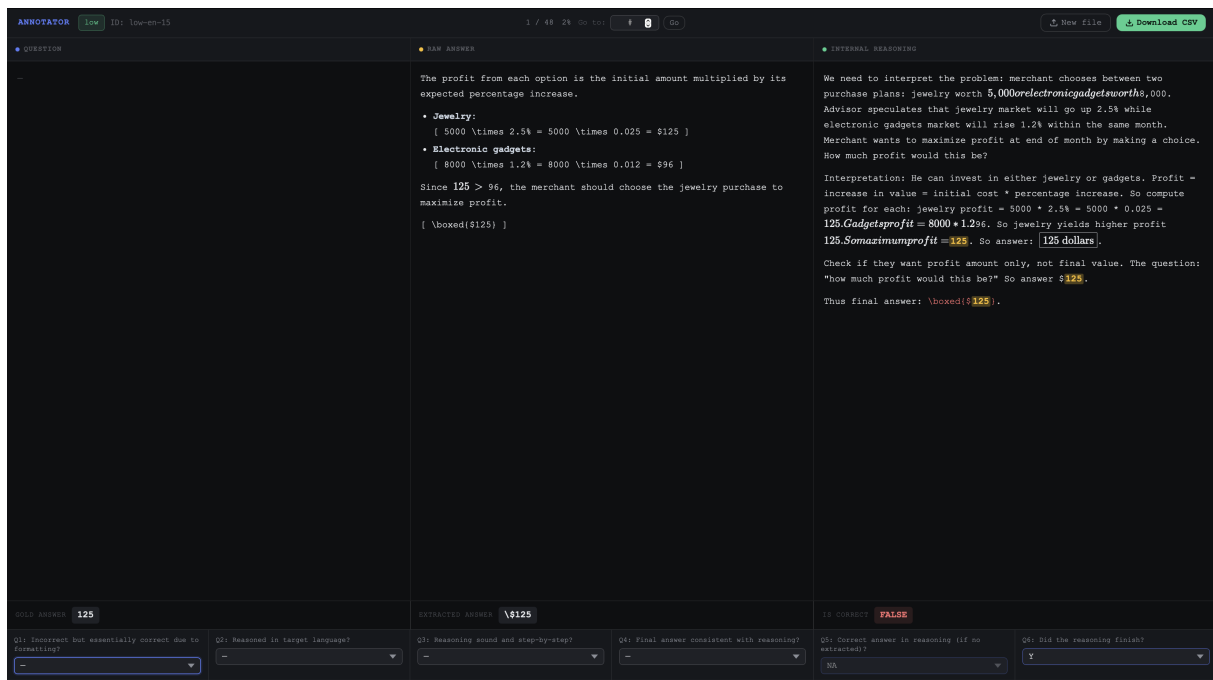 ANNOTATOR low ID: low-en-15 1 / 48 2% Go to: # Go New file Download CSV
QUESTION
—
RAW ANSWER
The profit from each option is the initial amount multiplied by its
expected percentage increase.
• Jewelry:
[ 5000 \times 2.5% = 5000 \times 0.025 = $125 ]
• Electronic gadgets:
[ 8000 \times 1.2% = 8000 \times 0.012 = $96 ]
Since 125 > 96, the merchant should choose the jewelry purchase to
maximize profit.
[ \boxed{$125} ]
INTERNAL REASONING
We need to interpret the problem: merchant chooses between two
purchase plans: jewelry worth 5,000orelectronicgadgetsworth8,000.
Advisor speculates that jewelry market will go up 2.5% while
electronic gadgets market will rise 1.2% within the same month.
Merchant wants to maximize profit at end of month by making a choice.
How much profit would this be?
Interpretation: He can invest in either jewelry or gadgets. Profit =
increase in value = initial cost * percentage increase. So compute
profit for each: jewelry profit = 5000 * 2.5% = 5000 * 0.025 =
125.Gadgetsprofit = 8000 * 1.296. So jewelry yields higher profit
125.Somaximumprofit =125. So answer: 125 dollars.
Check if they want profit amount only, not final value. The question:
"how much profit would this be?" So answer $125.
Thus final answer: \boxed{$125}.
GOLD ANSWER 125
EXTRACTED ANSWER \$125
IS CORRECT FALSE
Q1: Incorrect but essentially correct due to
formatting?
—
Q2: Reasoned in target language?
—
Q3: Reasoning sound and step-by-step?
—
Q4: Final answer consistent with reasoning?
—
Q5: Correct answer in reasoning (if no
extracted)?
NA
Q6: Did the reasoning finish?
Y